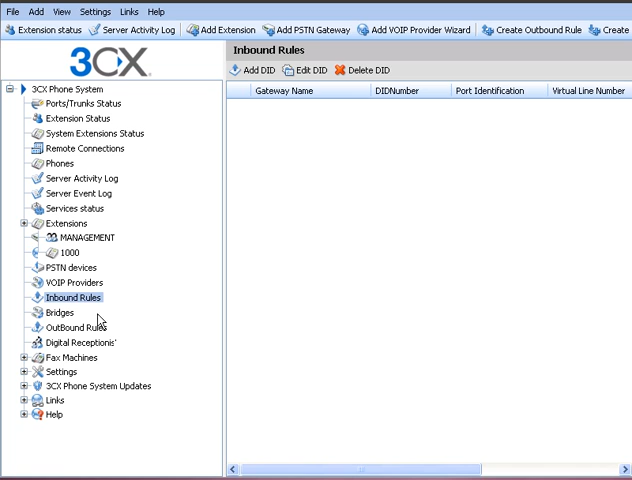 File Add View Settings Links Help
Extension status Server Activity Log Add Extension Add PSTN Gateway Add VOIP Provider Wizard Create Outbound Rule Create
3CX
Inbound Rules
Add DID Edit DID Delete DID
Gateway Name DIDNumber Port Identification Virtual Line Number
3CX Phone System
Ports/Trunks Status
Extension Status
System Extensions Status
Remote Connections
Phones
Server Activity Log
Server Event Log
Services status
Extensions
MANAGEMENT
1000
PSTN devices
VOIP Providers
Inbound Rules
Bridges
OutBound Rules
Digital Receptionis'
Fax Machines
Settings
3CX Phone System Updates
Links
Help